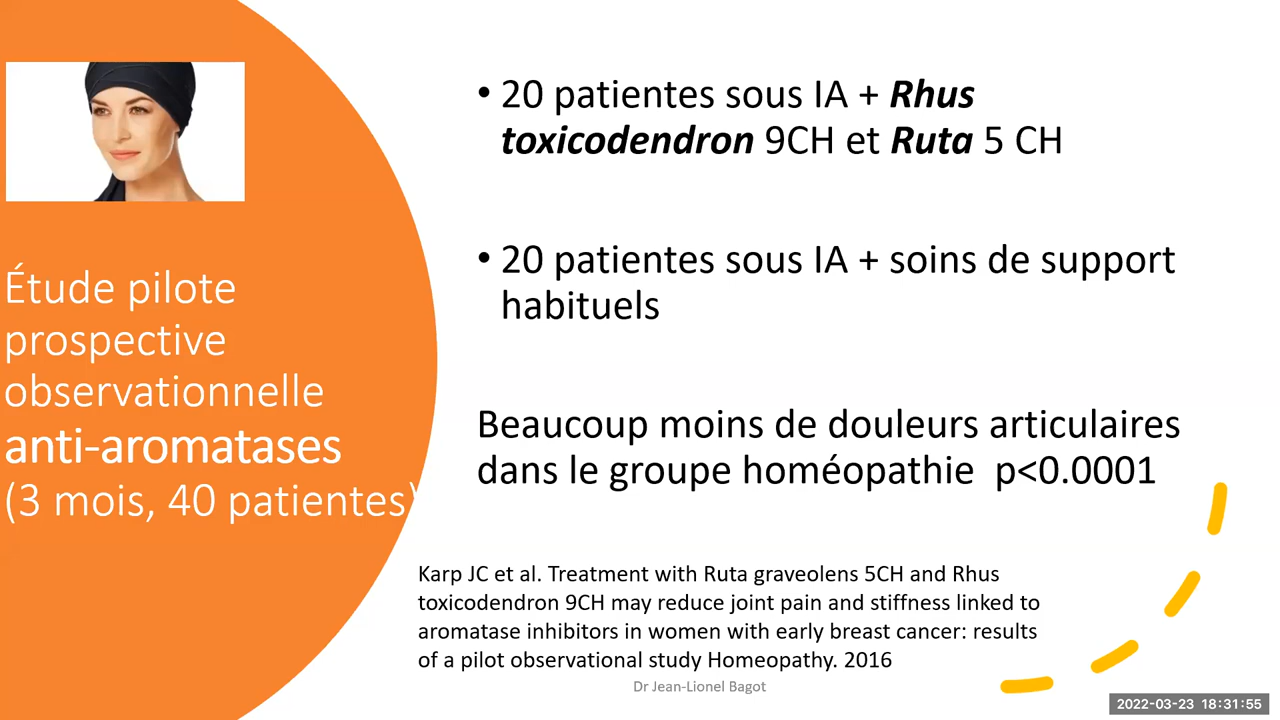 Étude pilote
prospective
observationnelle
anti-aromatases
(3 mois, 40 patientes)
• 20 patientes sous IA + Rhus
toxicodendron 9CH et Ruta 5 CH
• 20 patientes sous IA + soins de support
habituels
Beaucoup moins de douleurs articulaires
dans le groupe homéopathie p<0.0001
Karp JC et al. Treatment with Ruta graveolens 5CH and Rhus
toxicodendron 9CH may reduce joint pain and stiffness linked to
aromatase inhibitors in women with early breast cancer: results
of a pilot observational study Homeopathy. 2016
Dr Jean-Lionel Bagot
2022-03-23 18:31:55